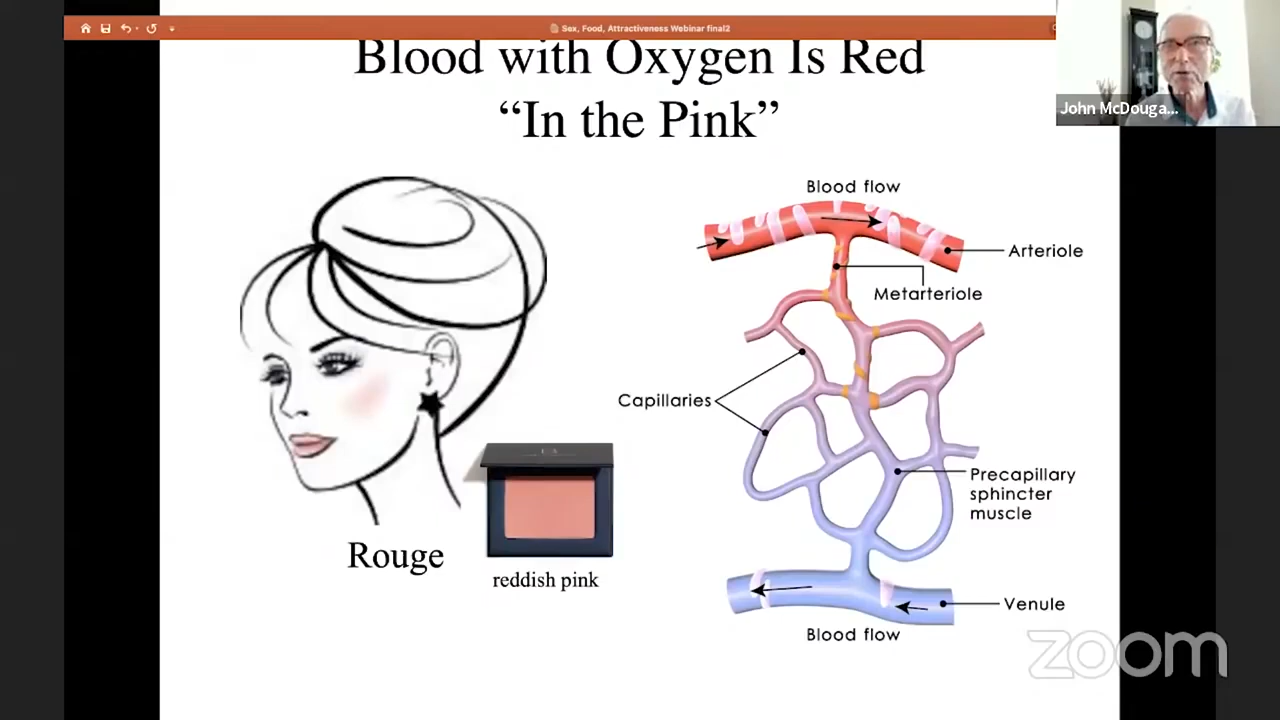 Sex, Food, Attractiveness Webinar final2
Blood with Oxygen Is Red
“In the Pink”
John McDouga...
Blood flow
Arteriole
Metarteriole
Capillaries
Precapillary
sphincter
muscle
Rouge
reddish pink
Venule
Blood flow
zoom